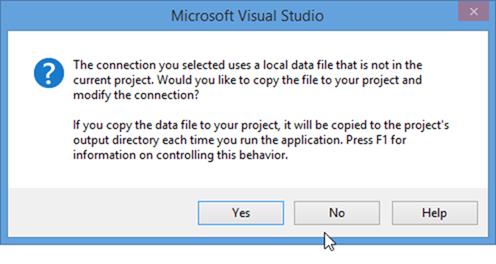 Microsoft Visual Studio
The connection you selected uses a local data file that is not in the
current project. Would you like to copy the file to your project and
modify the connection?
If you copy the data file to your project, it will be copied to the project's
output directory each time you run the application. Press F1 for
information on controlling this behavior.
Yes No Help